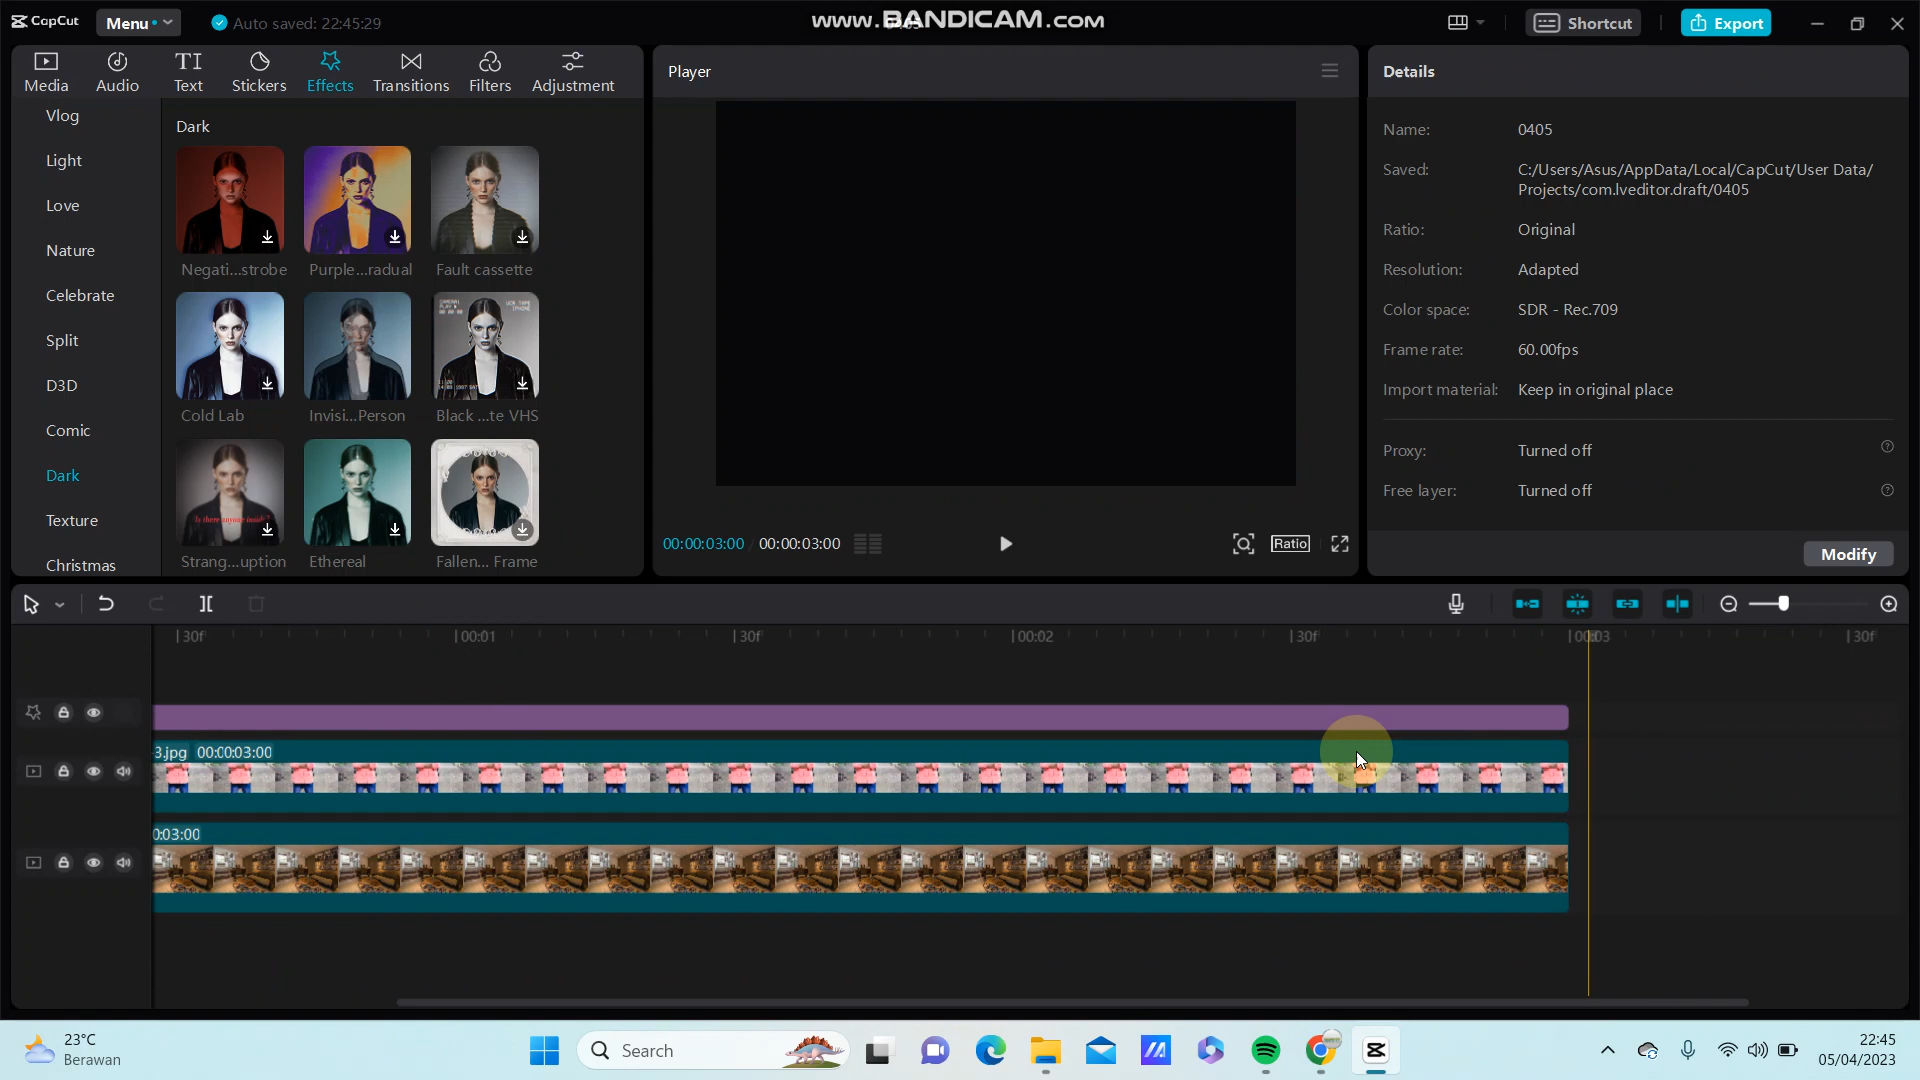 CapCut
Menu
Auto saved: 22:45:29
www.BANDICAM.com
Shortcut
Export
Media
Audio
Text
Stickers
Effects
Transitions
Filters
Adjustment
Vlog
Light
Love
Nature
Celebrate
Split
D3D
Comic
Dark
Texture
Christmas
Dark
Negati...strobe
Purple...radual
Fault cassette
Cold Lab
Invisi...Person
Black ...te VHS
Strang...uption
Ethereal
Fallen... Frame
Player
00:00:03:00
00:00:03:00
Ratio
Details
Name:
0405
Saved:
C:/Users/Asus/AppData/Local/CapCut/User Data/
Projects/com.lveditor.draft/0405
Ratio:
Original
Resolution:
Adapted
Color space:
SDR - Rec.709
Frame rate:
60.00fps
Import material:
Keep in original place
Proxy:
Turned off
Free layer:
Turned off
Modify
30f
00:01
30f
00:02
30f
00:03
30f
3.jpg 00:00:03:00
0:03:00
23°C
Berawan
Search
22:45
05/04/2023